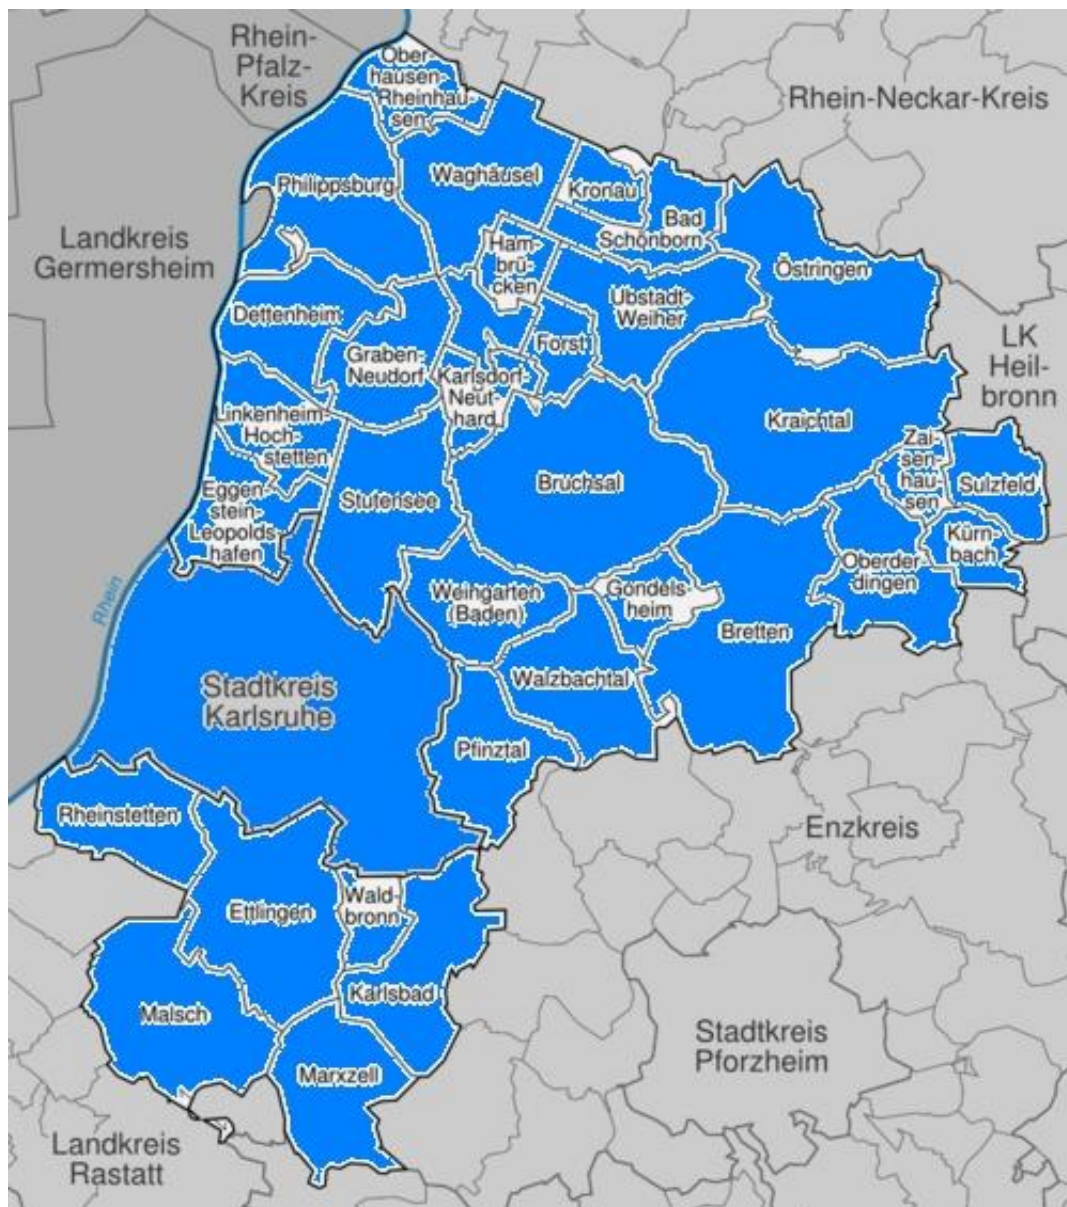 Rhein-
Pfalz-
Kreis
Ober-
hausen-
Rheinhau-
sen
Rhein-Neckar-Kreis
Philippsburg
Waghäusel
Kronau
Bad
Schönborn
Landkreis
Germersheim
Ham-
brü-
cken
Östringen
Dettenheim
Ubstadt-
Weiher
Graben-
Neudorf
Forst
LK
Heil-
bronn
Karlsdorf-
Neut-
hard
Linkenheim-
Hoch-
stetten
Kraichtal
Zai-
sen-
hau-
sen
Sulzfeld
Eggen-
stein-
Leopolds-
hafen
Stutensee
Bruchsal
Kürn-
bach
Oberder-
dingen
Rhein
Weihgarten
(Baden)
Gondels-
heim
Bretten
Stadtkreis
Karlsruhe
Walzbachtal
Pfinztal
Rheinstetten
Enzkreis
Wald-
bronn
Ettlingen
Karlsbad
Malsch
Stadtkreis
Pforzheim
Marxzell
Landkreis
Rastatt